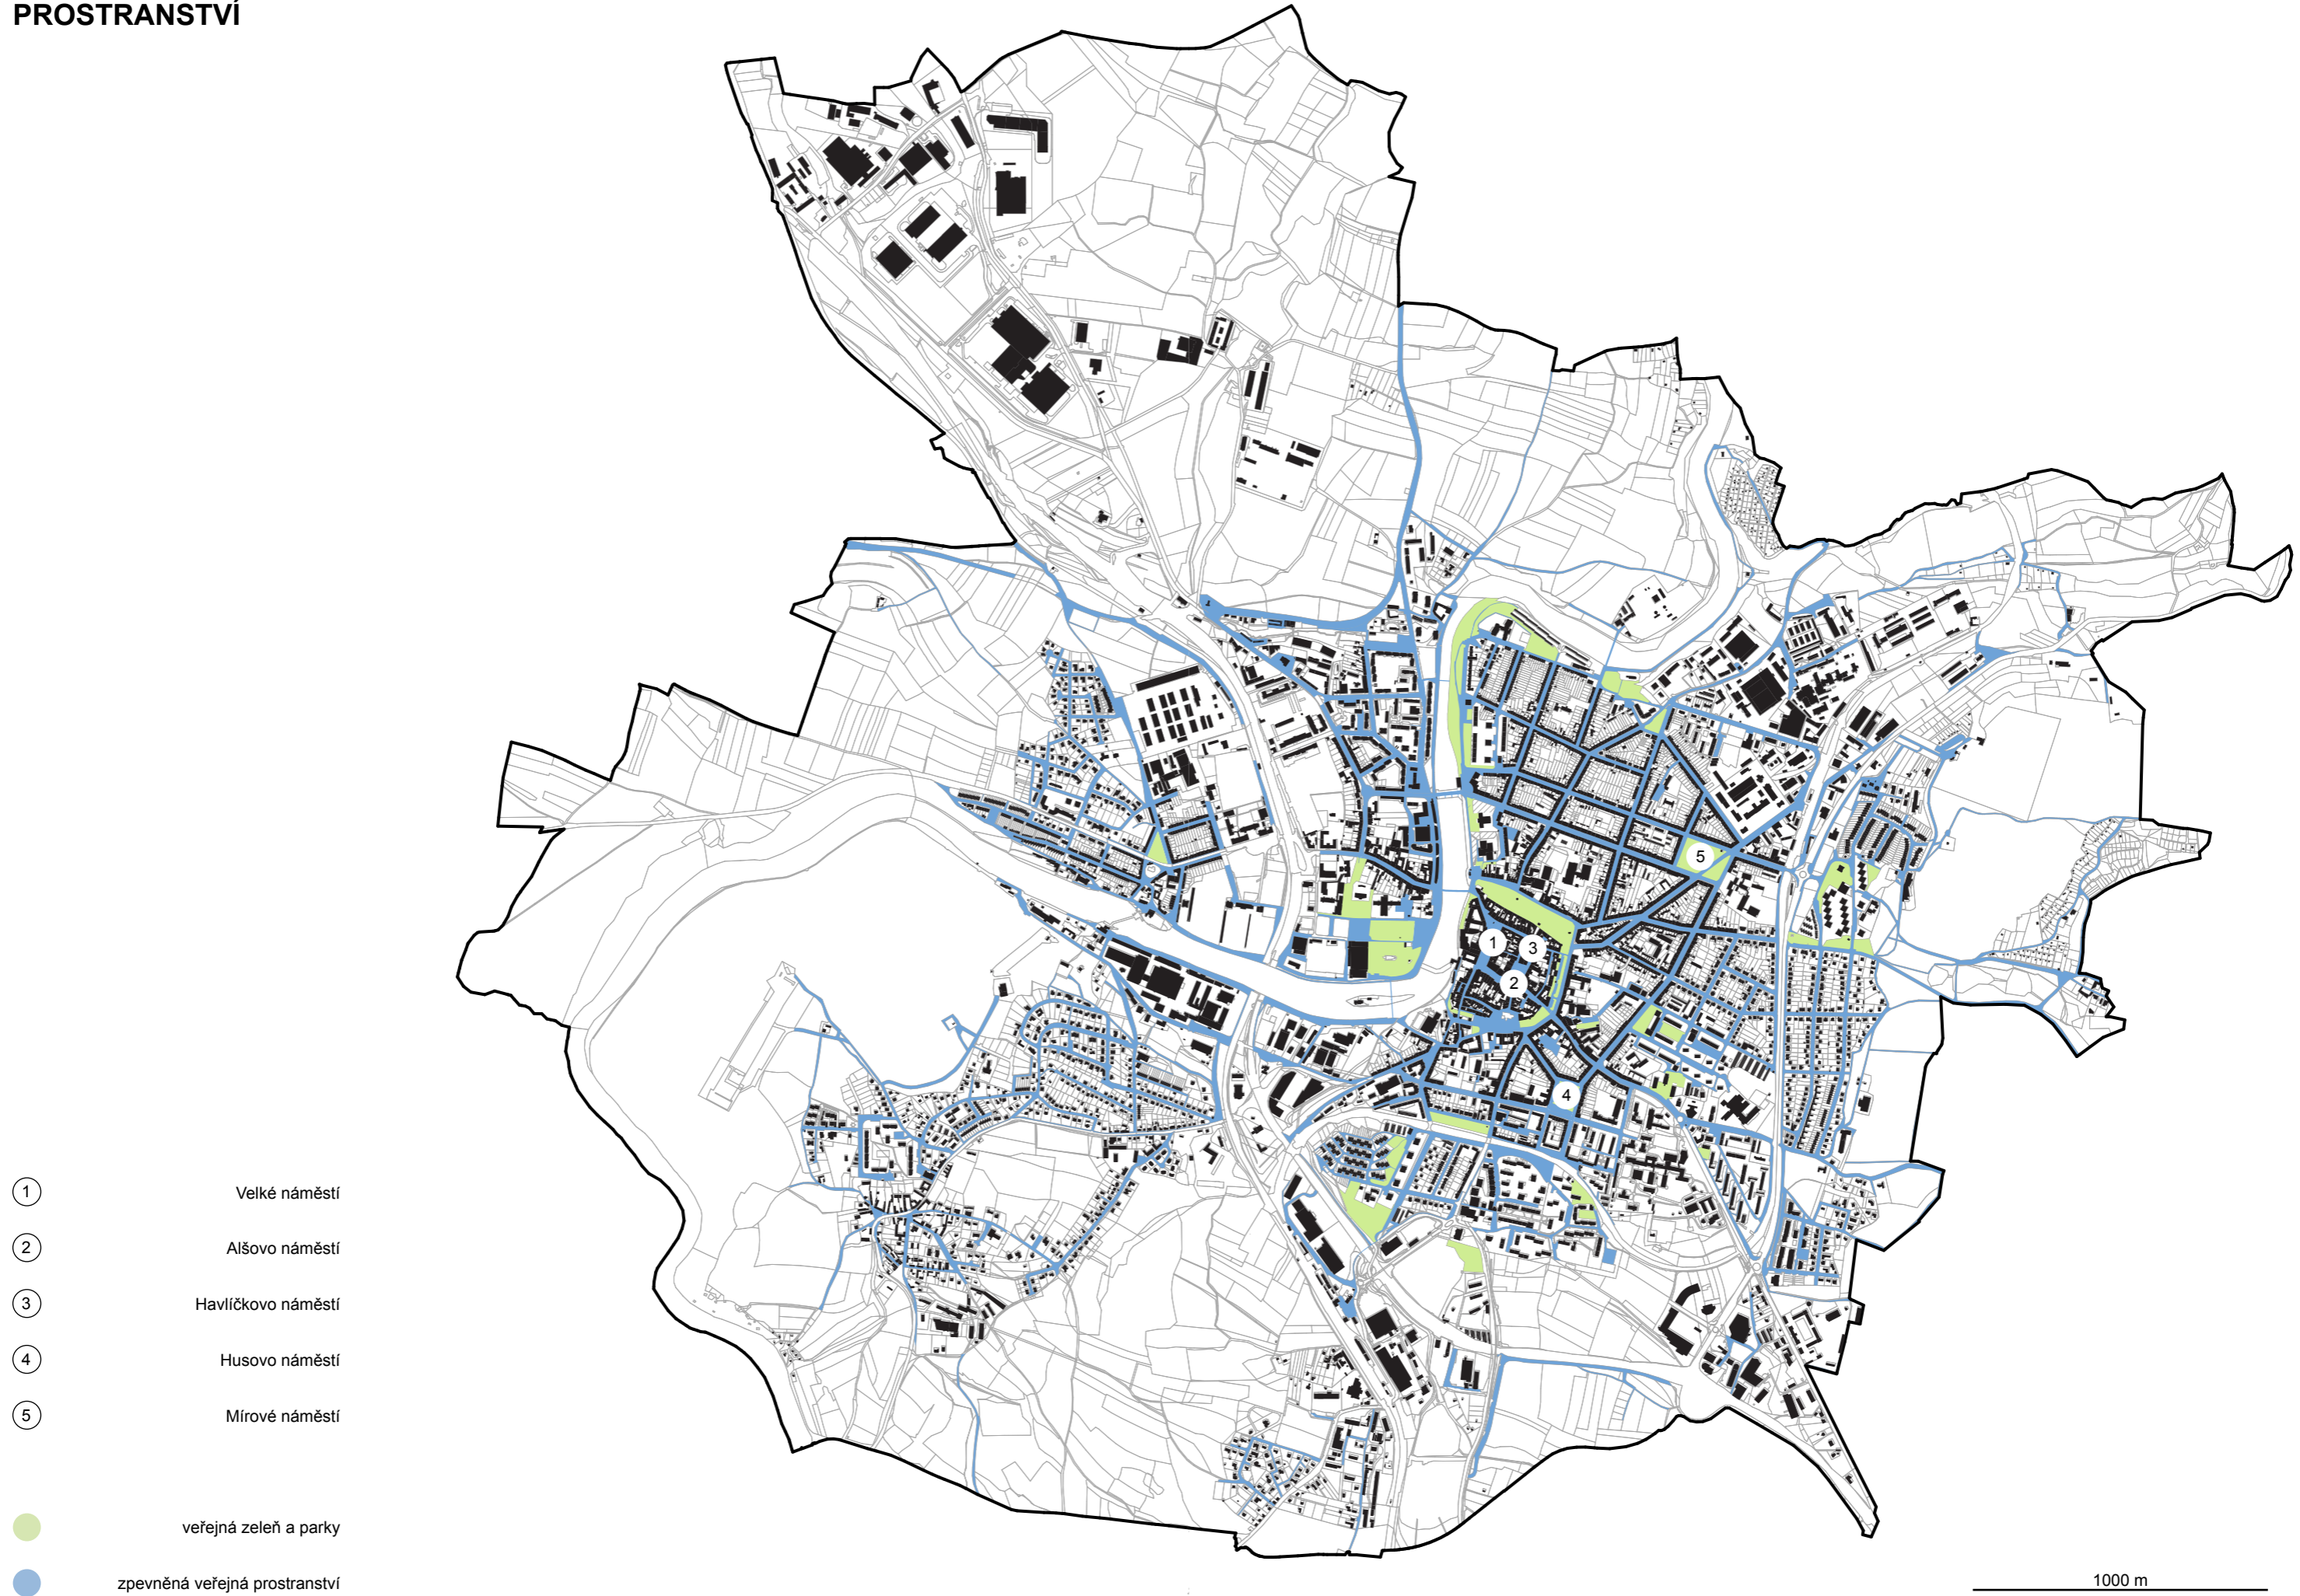 PROSTRANSTVÍ
1 Velké náměstí
2 Alšovo náměstí
3 Havlíčkovo náměstí
4 Husovo náměstí
5 Mírové náměstí
veřejná zeleň a parky
zpevněná veřejná prostranství
5
1
3
2
4
1000 m